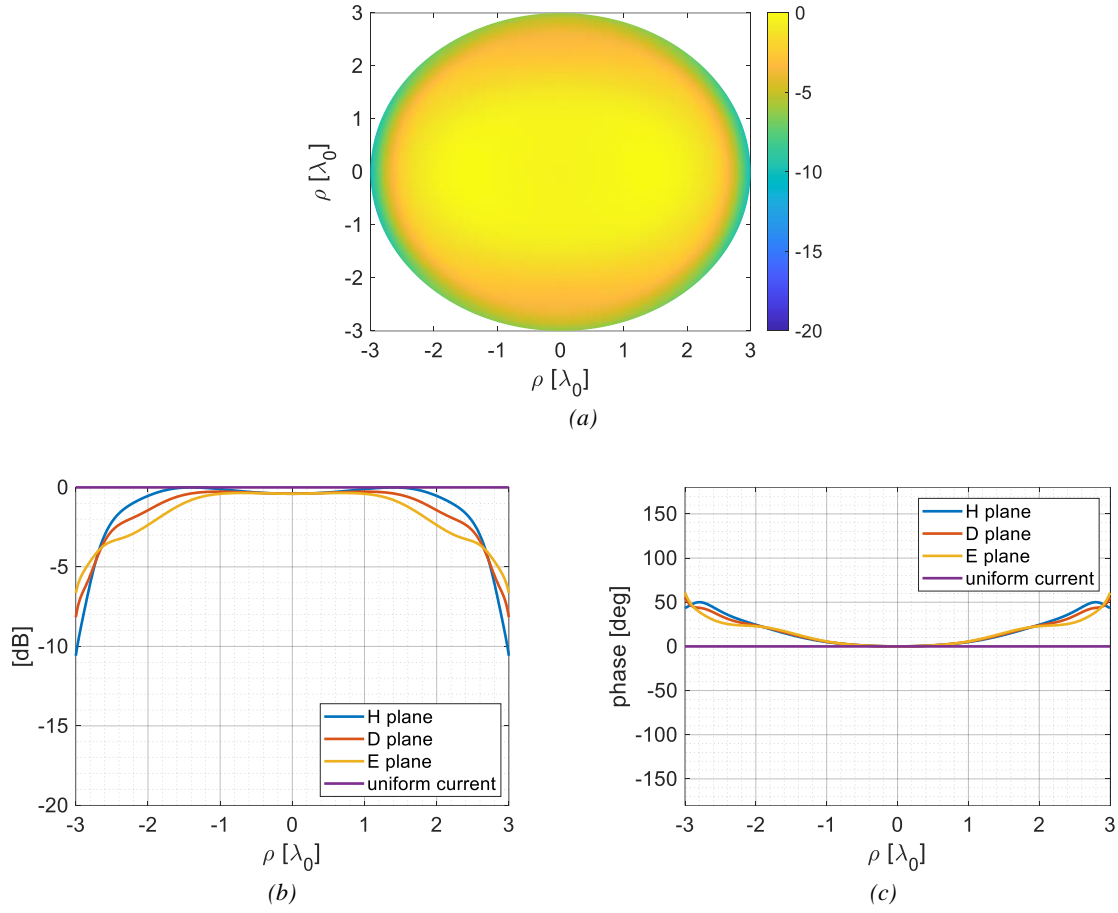 3
2
1
0
-1
-2
-3
ρ [λ0]
-3 -2 -1 0 1 2 3
ρ [λ0]
0
-5
-10
-15
-20
(a)
0
-5
-10
-15
-20
[dB]
H plane
D plane
E plane
uniform current
-3 -2 -1 0 1 2 3
ρ [λ0]
(b)
150
100
50
0
-50
-100
-150
phase [deg]
H plane
D plane
E plane
uniform current
-3 -2 -1 0 1 2 3
ρ [λ0]
(c)